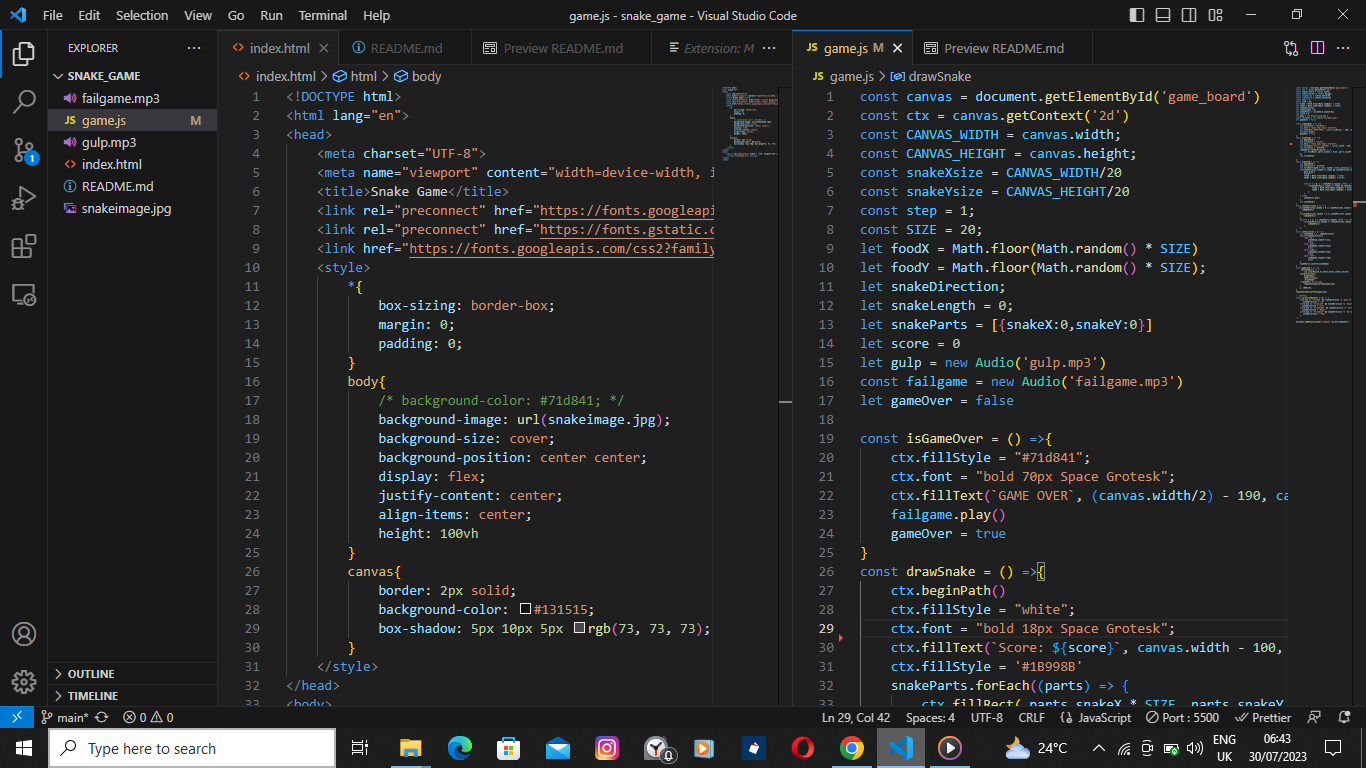 File Edit Selection View Go Run Terminal Help
game.js - snake_game - Visual Studio Code
EXPLORER
SNAKE_GAME
failgame.mp3
JS game.js M
gulp.mp3
index.html
README.md
snakeimage.jpg
OUTLINE
TIMELINE
1
index.html
README.md
Preview README.md
Extension: M
index.html > html > body
1 <!DOCTYPE html>
2 <html lang="en">
3 <head>
4 <meta charset="UTF-8">
5 <meta name="viewport" content="width=device-width, i
6 <title>Snake Game</title>
7 <link rel="preconnect" href="https://fonts.googleapi
8 <link rel="preconnect" href="https://fonts.gstatic.c
9 <link href="https://fonts.googleapis.com/css2?family
10 <style>
11 *{
12 box-sizing: border-box;
13 margin: 0;
14 padding: 0;
15 }
16 body{
17 /* background-color: #71d841; */
18 background-image: url(snakeimage.jpg);
19 background-size: cover;
20 background-position: center center;
21 display: flex;
22 justify-content: center;
23 align-items: center;
24 height: 100vh
25 }
26 canvas{
27 border: 2px solid;
28 background-color: #131515;
29 box-shadow: 5px 10px 5px rgb(73, 73, 73);
30 }
31 </style>
32 </head>
33 <body>
JS game.js M
Preview README.md
JS game.js > drawSnake
1 const canvas = document.getElementById('game_board')
2 const ctx = canvas.getContext('2d')
3 const CANVAS_WIDTH = canvas.width;
4 const CANVAS_HEIGHT = canvas.height;
5 const snakeXsize = CANVAS_WIDTH/20
6 const snakeYsize = CANVAS_HEIGHT/20
7 const step = 1;
8 const SIZE = 20;
9 let foodX = Math.floor(Math.random() * SIZE)
10 let foodY = Math.floor(Math.random() * SIZE);
11 let snakeDirection;
12 let snakeLength = 0;
13 let snakeParts = [{snakeX:0,snakeY:0}]
14 let score = 0
15 let gulp = new Audio('gulp.mp3')
16 const failgame = new Audio('failgame.mp3')
17 let gameOver = false
18
19 const isGameOver = () =>{
20 ctx.fillStyle = "#71d841";
21 ctx.font = "bold 70px Space Grotesk";
22 ctx.fillText(`GAME OVER`, (canvas.width/2) - 190, ca
23 failgame.play()
24 gameOver = true
25 }
26 const drawSnake = () =>{
27 ctx.beginPath()
28 ctx.fillStyle = "white";
29 ctx.font = "bold 18px Space Grotesk";
30 ctx.fillText(`Score: ${score}`, canvas.width - 100,
31 ctx.fillStyle = '#1B998B'
32 snakeParts.forEach((parts) => {
33 ctx.fillRect( parts.snakeX * SIZE, parts.snakeY
main* 0 0
Ln 29, Col 42 Spaces: 4 UTF-8 CRLF JavaScript Port : 5500 Prettier
Type here to search
0
24°C
ENG
UK
06:43
30/07/2023